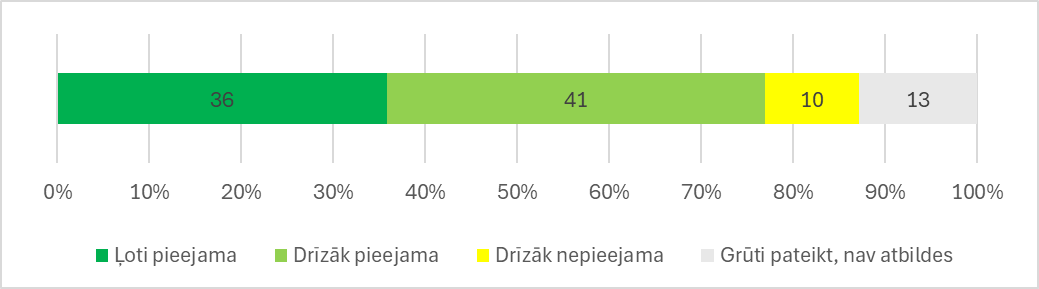 36 41 10 13
0% 10% 20% 30% 40% 50% 60% 70% 80% 90% 100%
Ļoti pieejama Drīzāk pieejama Drīzāk nepieejama Grūti pateikt, nav atbildes